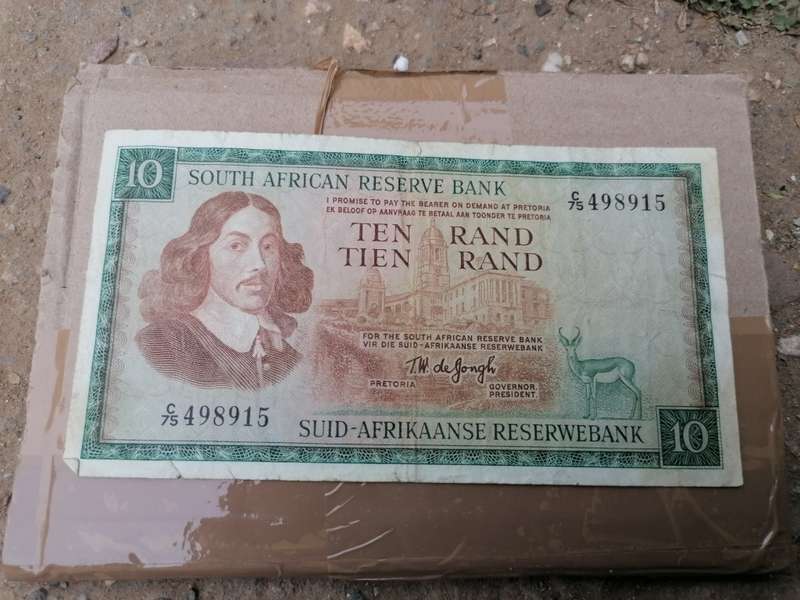 10
SOUTH AFRICAN RESERVE BANK
C/75 498915
I PROMISE TO PAY THE BEARER ON DEMAND AT PRETORIA
EK BELOOF OP AANVRAAG TE BETAAL AAN TOONDER TE PRETORIA
TEN RAND
TIEN RAND
FOR THE SOUTH AFRICAN RESERVE BANK
VIR DIE SUID-AFRIKAANSE RESERWEBANK
T.W. de Jongh
PRETORIA
GOVERNOR.
PRESIDENT.
C/75 498915
SUID-AFRIKAANSE RESERWEBANK
10